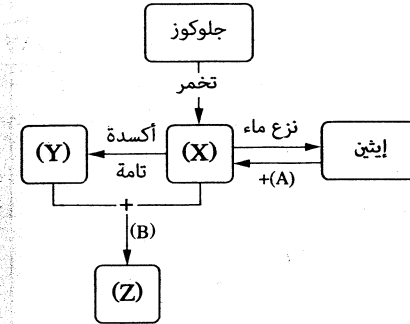 جلوكوز
تخمر
نزع ماء
إيثين
+(A)
(X)
أكسدة
تامة
(Y)
+
(B)
(Z)